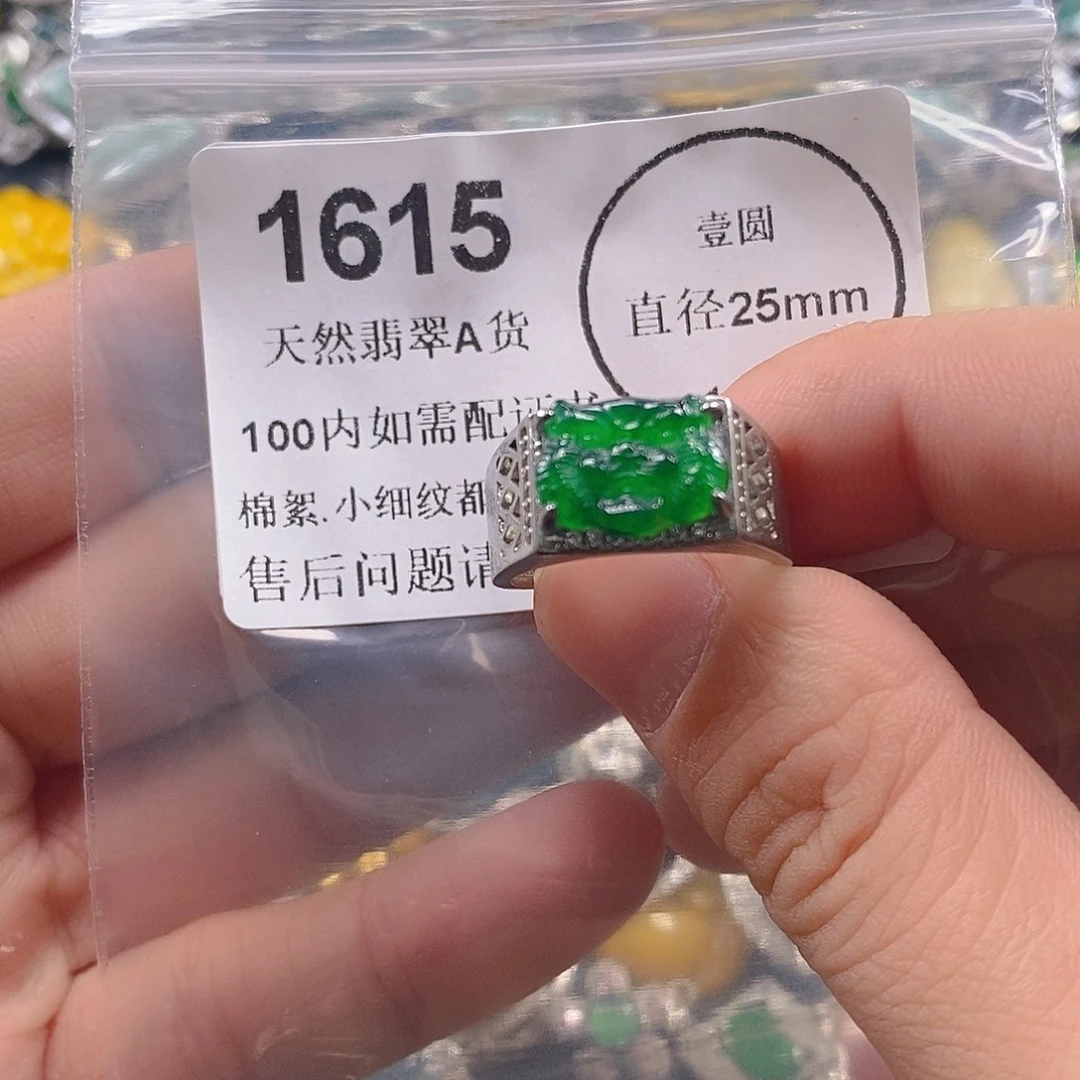 1615
壹圆
直径25mm
天然翡翠A货
100内如需配证
棉絮.小细纹都
售后问题请